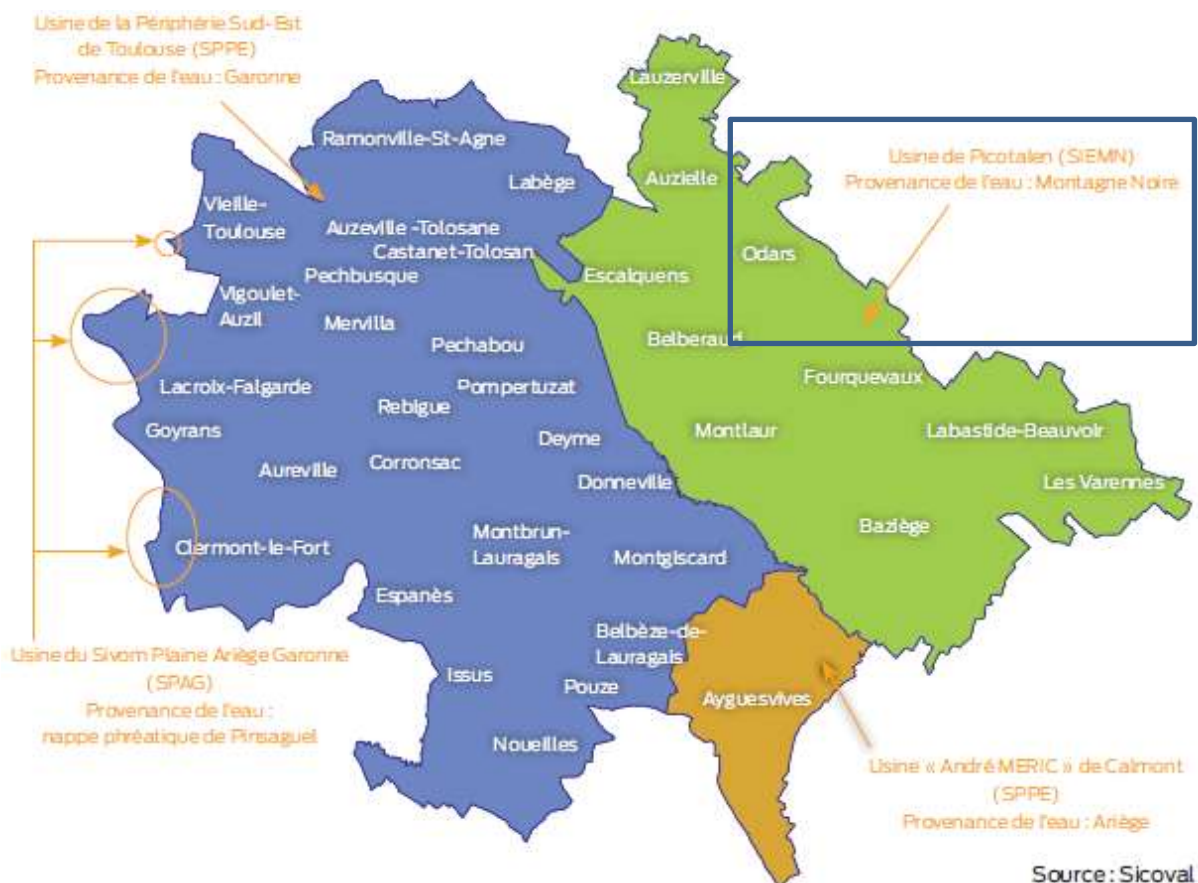 Usine de la Périphérie Sud-Est
de Toulouse (SPPE)
Provenance de l'eau : Garonne
Lauzerville
Ramonville-St-Agne
Usine de Picotalen (SIEMN)
Provenance de l'eau : Montagne Noire
Labège
Auzielle
Vieille-
Toulouse
Auzeville -Tolosane
Castanet-Tolosan
Odars
Pechbusque
Escalquens
Vigoulet-
Auzil
Mervilla
Pechabou
Belberaud
Lacroix-Falgarde
Pompertuzat
Fourquevaux
Rebigue
Goyrans
Deyme
Montlaur
Labastide-Beauvoir
Aureville
Corronsac
Donneville
Les Varennes
Baziège
Clermont-le-Fort
Montbrun-
Lauragais
Montgiscard
Espanès
Belbèze-de-
Lauragais
Usine du Sivom Plaine Ariège Garonne
(SPAG)
Provenance de l'eau :
nappe phréatique de Pinsaguel
Issus
Pouze
Ayguesvives
Noueilles
Usine « André MERIC » de Calmont
(SPPE)
Provenance de l'eau : Ariège
Source : Sicoval